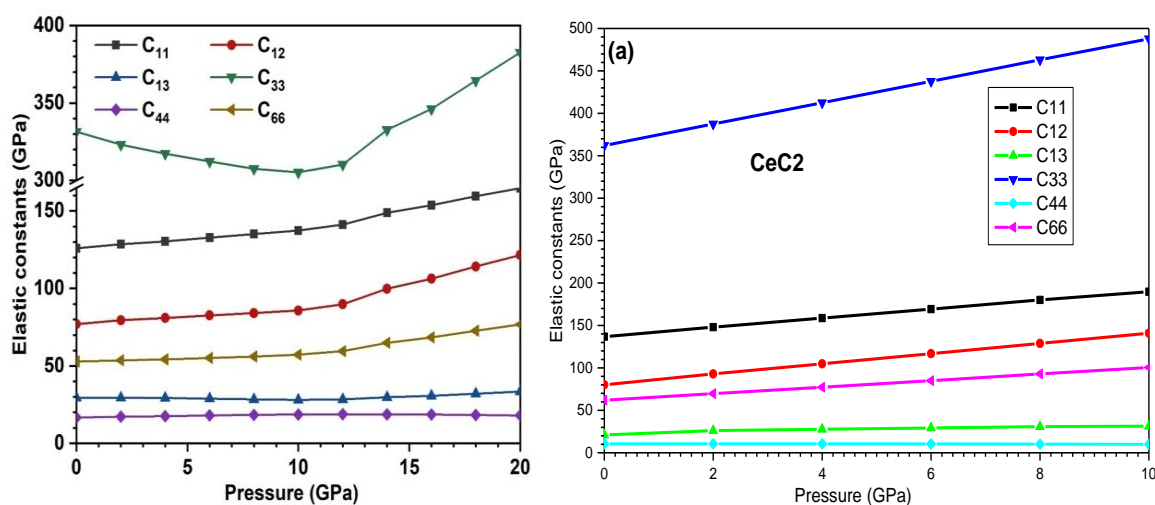 400
350
300
150
100
50
0
Elastic constants (GPa)
C11 C12
C13 C33
C44 C66
0 5 10 15 20
Pressure (GPa)
(a)
500
450
400
350
300
250
200
150
100
50
0
Elastic constants (GPa)
CeC2
C11
C12
C13
C33
C44
C66
0 2 4 6 8 10
Pressure (GPa)